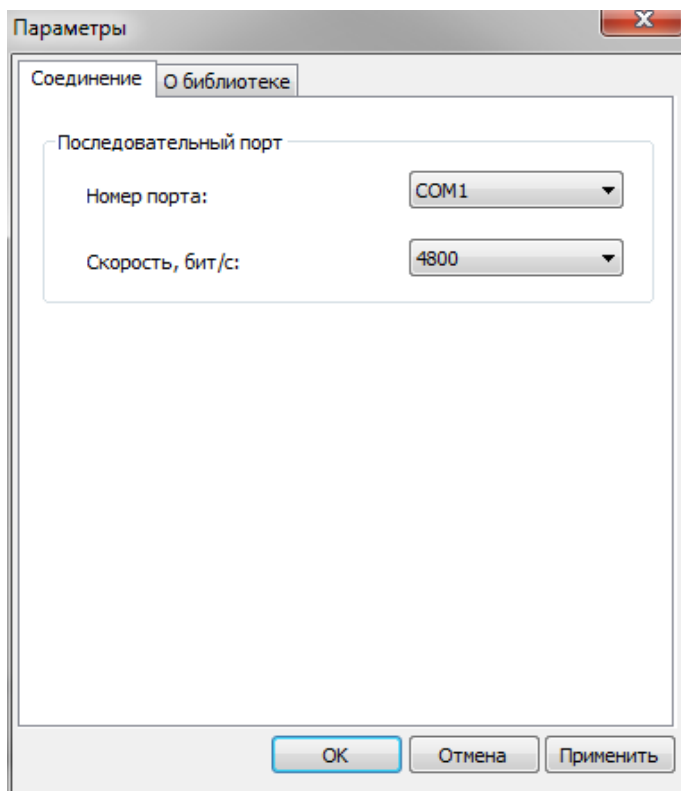 Параметры
Соединение О библиотеке
Последовательный порт
Номер порта: COM1
Скорость, бит/с: 4800
OK Отмена Применить